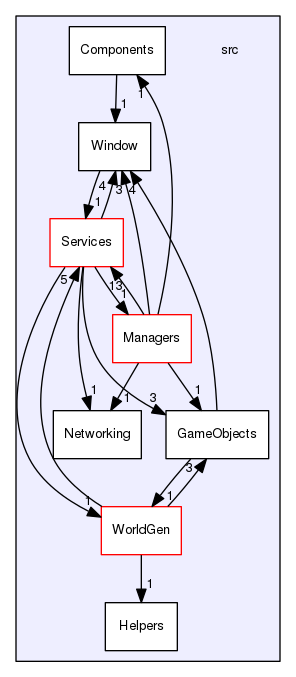 Components
src
1
1
Window
4
3
4
1
Services
5
13
1
Managers
1
1
3
1
Networking
GameObjects
3
1
1
WorldGen
1
Helpers